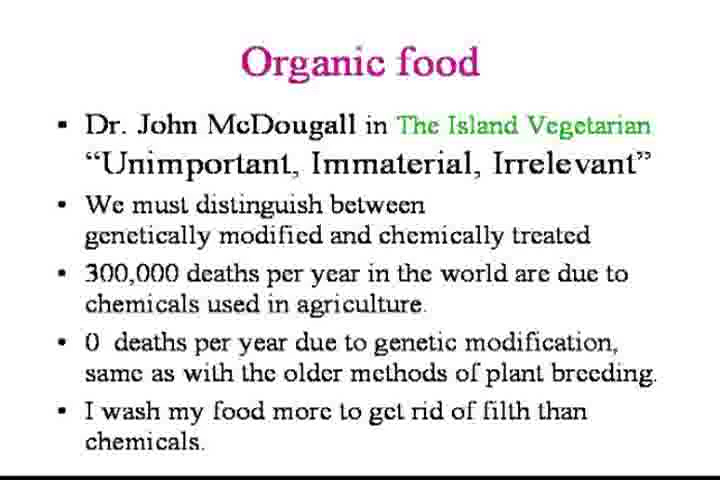 Organic food
▪ Dr. John McDougall in The Island Vegetarian
“Unimportant, Immaterial, Irrelevant”
• We must distinguish between
genetically modified and chemically treated
• 300,000 deaths per year in the world are due to
chemicals used in agriculture.
• 0 deaths per year due to genetic modification,
same as with the older methods of plant breeding.
• I wash my food more to get rid of filth than
chemicals.